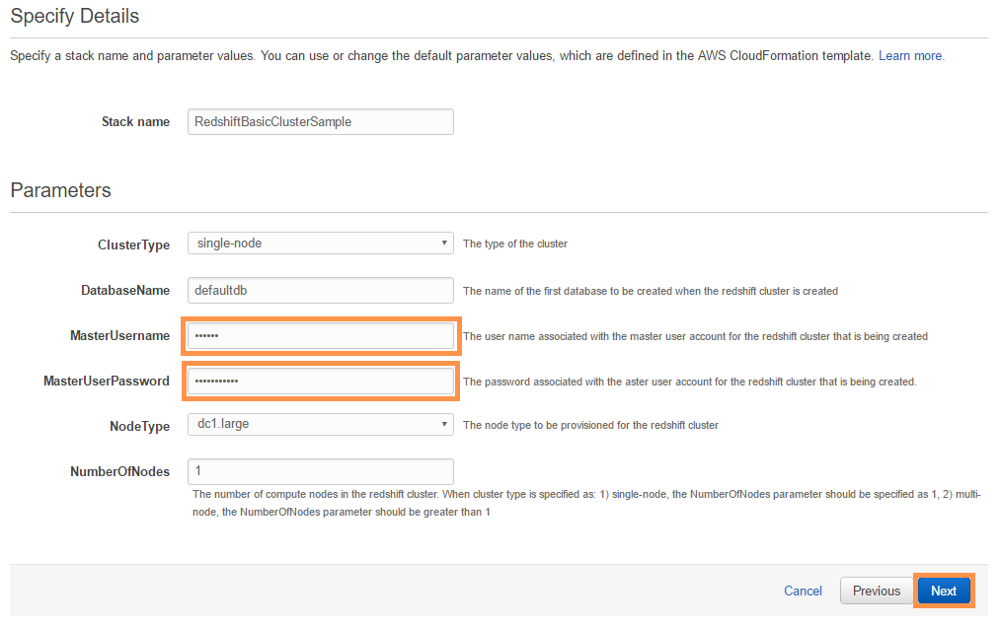 Specify Details
Specify a stack name and parameter values. You can use or change the default parameter values, which are defined in the AWS CloudFormation template. Learn more.
Stack name RedshiftBasicClusterSample
Parameters
ClusterType single-node The type of the cluster
DatabaseName defaultdb The name of the first database to be created when the redshift cluster is created
MasterUsername •••••• The user name associated with the master user account for the redshift cluster that is being created
MasterUserPassword ••••••••••• The password associated with the aster user account for the redshift cluster that is being created.
NodeType dc1.large The node type to be provisioned for the redshift cluster
NumberOfNodes 1
The number of compute nodes in the redshift cluster. When cluster type is specified as: 1) single-node, the NumberOfNodes parameter should be specified as 1, 2) multi-
node, the NumberOfNodes parameter should be greater than 1
Cancel Previous Next